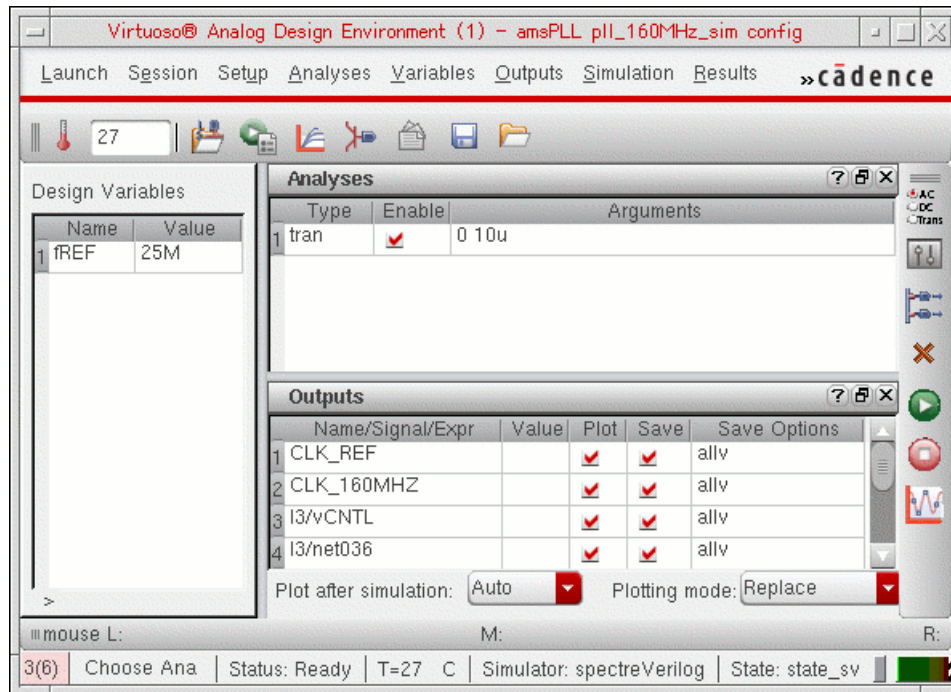 Virtuoso® Analog Design Environment (1) – amsPLL pll_160MHz_sim config
Launch Session Setup Analyses Variables Outputs Simulation Results »cādence
27
Design Variables
Name Value
1 fREF 25M
>
Analyses
Type Enable Arguments
1 tran 0 10u
AC
DC
Trans
Outputs
Name/Signal/Expr Value Plot Save Save Options
1 CLK_REF allv
2 CLK_160MHZ allv
3 I3/vCNTL allv
4 I3/net036 allv
Plot after simulation: Auto Plotting mode: Replace
mouse L: M: R:
3(6) Choose Ana Status: Ready T=27 C Simulator: spectreVerilog State: state_sv